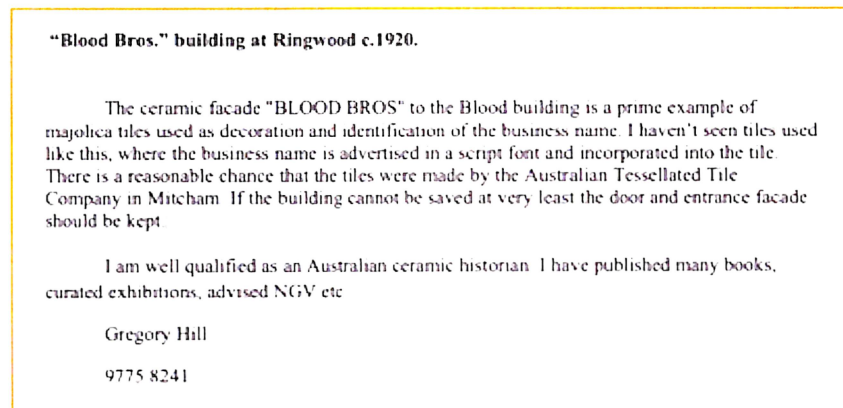 “Blood Bros.” building at Ringwood c.1920.
The ceramic facade "BLOOD BROS" to the Blood building is a prime example of
majolica tiles used as decoration and identification of the business name. I haven't seen tiles used
like this, where the business name is advertised in a script font and incorporated into the tile.
There is a reasonable chance that the tiles were made by the Australian Tessellated Tile
Company in Mitcham. If the building cannot be saved at very least the door and entrance facade
should be kept.
I am well qualified as an Australian ceramic historian. I have published many books,
curated exhibitions, advised NGV etc
Gregory Hill
9775 8241